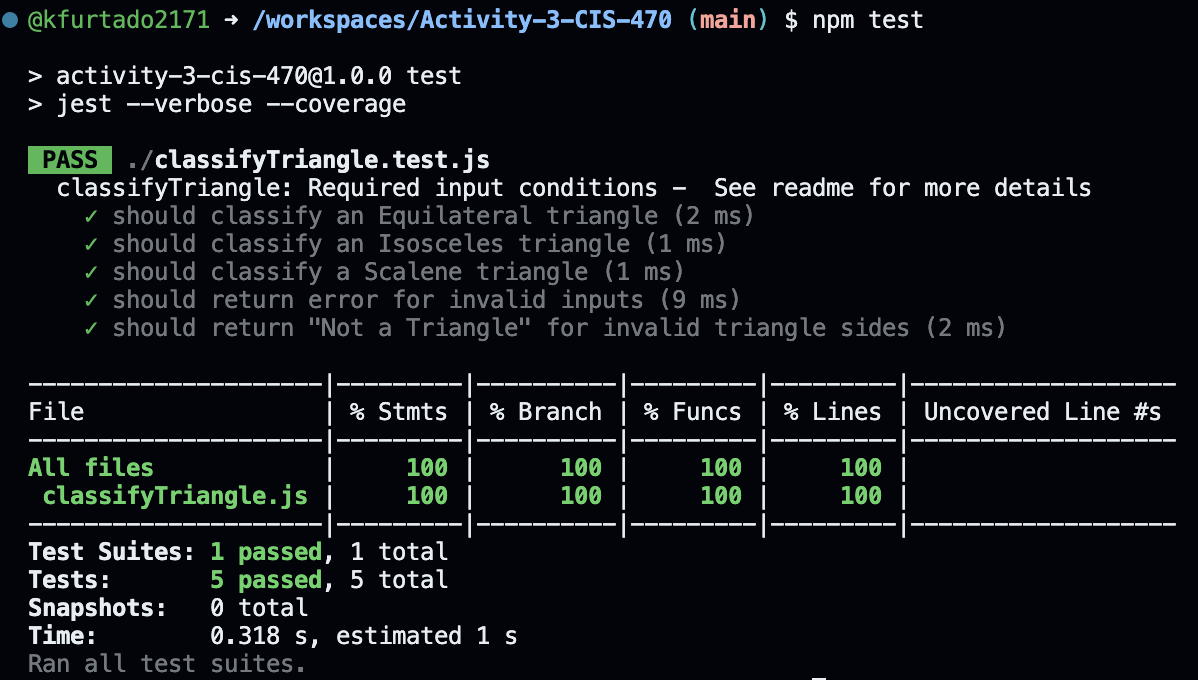 @kfurtado2171 ➜ /workspaces/Activity-3-CIS-470 (main) $ npm test
> activity-3-cis-470@1.0.0 test
> jest --verbose --coverage
PASS ./classifyTriangle.test.js
classifyTriangle: Required input conditions - See readme for more details
✓ should classify an Equilateral triangle (2 ms)
✓ should classify an Isosceles triangle (1 ms)
✓ should classify a Scalene triangle (1 ms)
✓ should return error for invalid inputs (9 ms)
✓ should return "Not a Triangle" for invalid triangle sides (2 ms)
---------------------|---------|----------|---------|---------|-------------------
File                 | % Stmts | % Branch | % Funcs | % Lines | Uncovered Line #s
---------------------|---------|----------|---------|---------|-------------------
All files            |     100 |      100 |     100 |     100 |
 classifyTriangle.js |     100 |      100 |     100 |     100 |
---------------------|---------|----------|---------|---------|-------------------
Test Suites: 1 passed, 1 total
Tests:       5 passed, 5 total
Snapshots:   0 total
Time:        0.318 s, estimated 1 s
Ran all test suites.